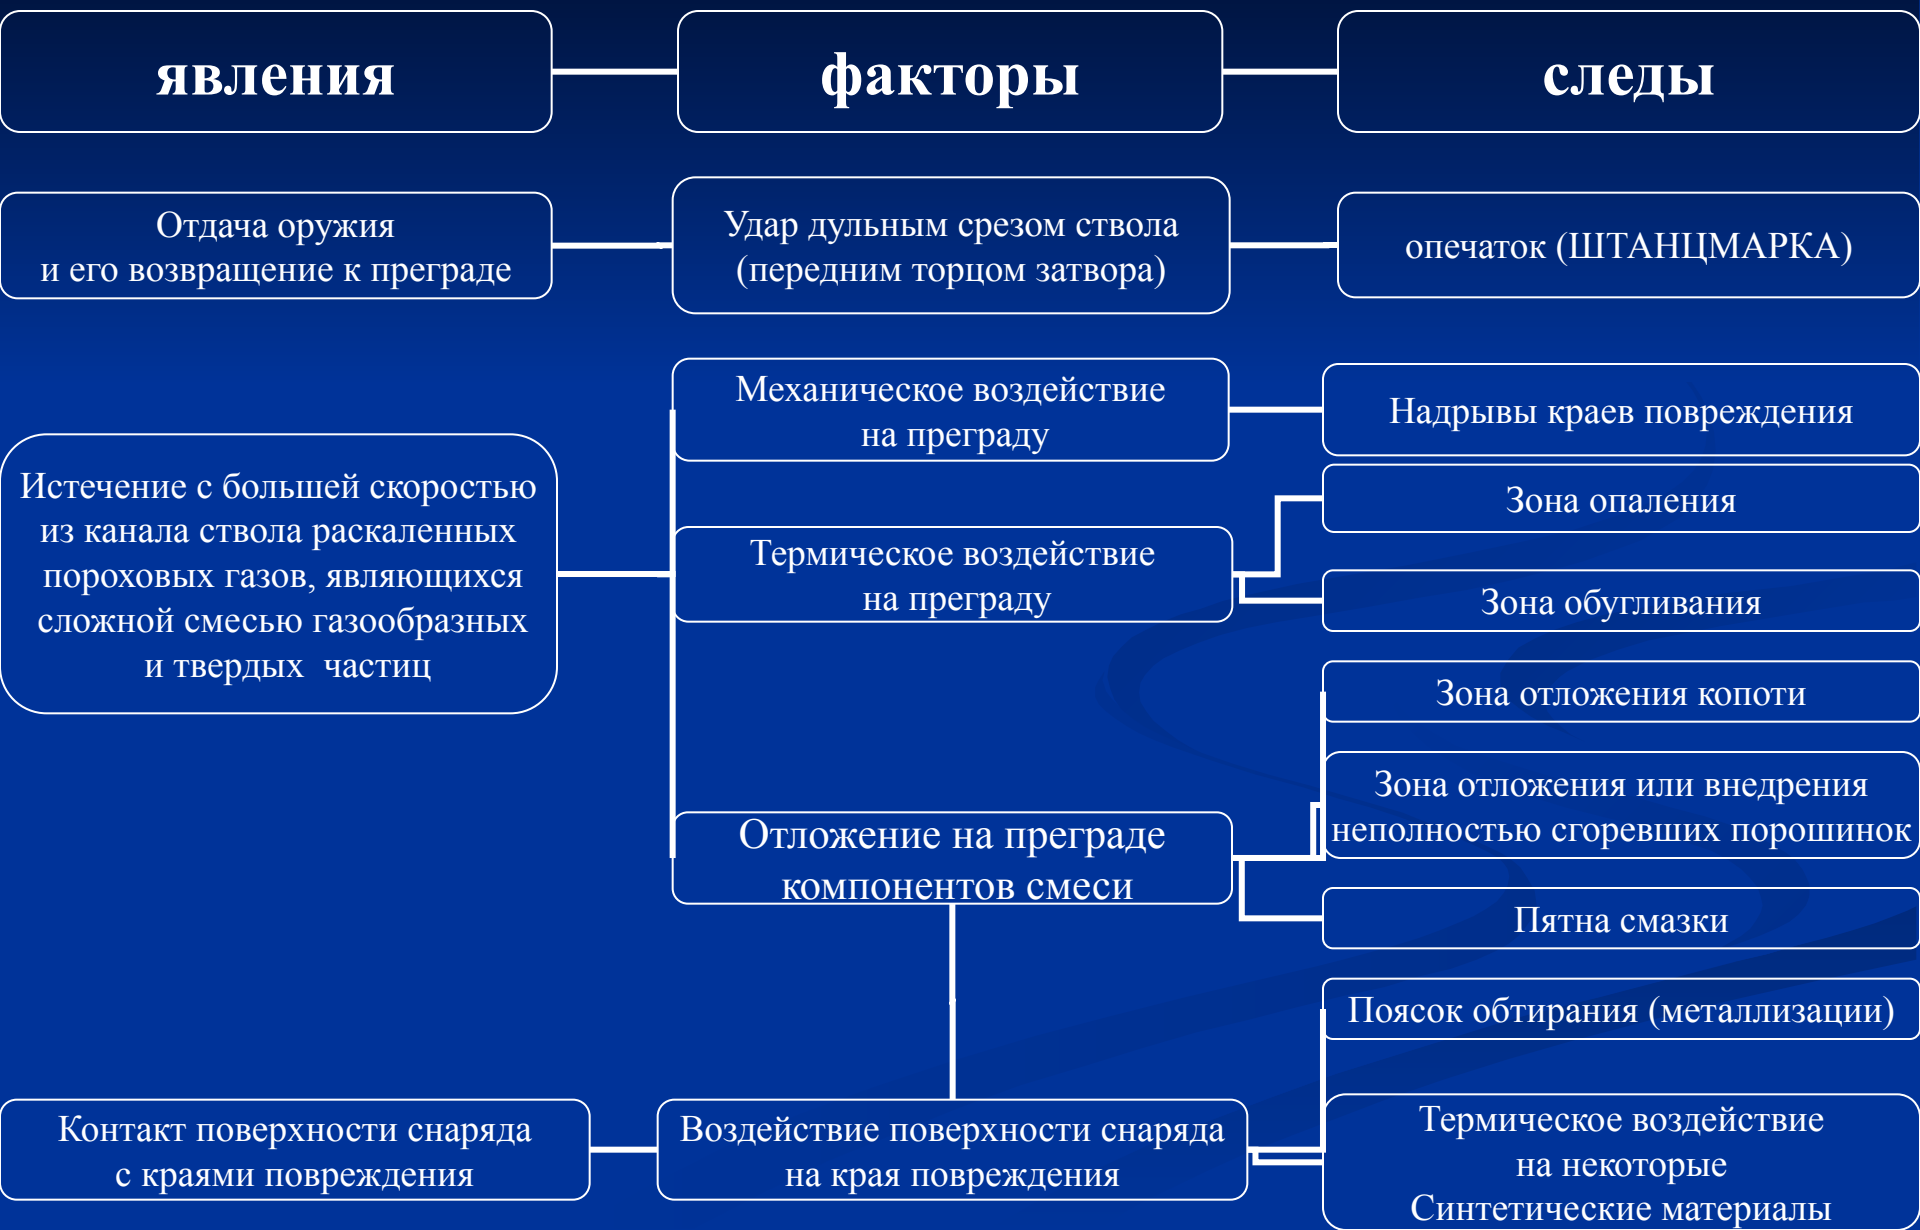 явления
факторы
следы
Отдача оружия
и его возвращение к преграде
Удар дульным срезом ствола
(передним торцом затвора)
опечаток (ШТАНЦМАРКА)
Истечение с большей скоростью
из канала ствола раскаленных
пороховых газов, являющихся
сложной смесью газообразных
и твердых частиц
Механическое воздействие
на преграду
Надрывы краев повреждения
Термическое воздействие
на преграду
Зона опаления
Зона обугливания
Отложение на преграде
компонентов смеси
Зона отложения копоти
Зона отложения или внедрения
неполностью сгоревших порошинок
Пятна смазки
Контакт поверхности снаряда
с краями повреждения
Воздействие поверхности снаряда
на края повреждения
Поясок обтирания (металлизации)
Термическое воздействие
на некоторые
Синтетические материалы